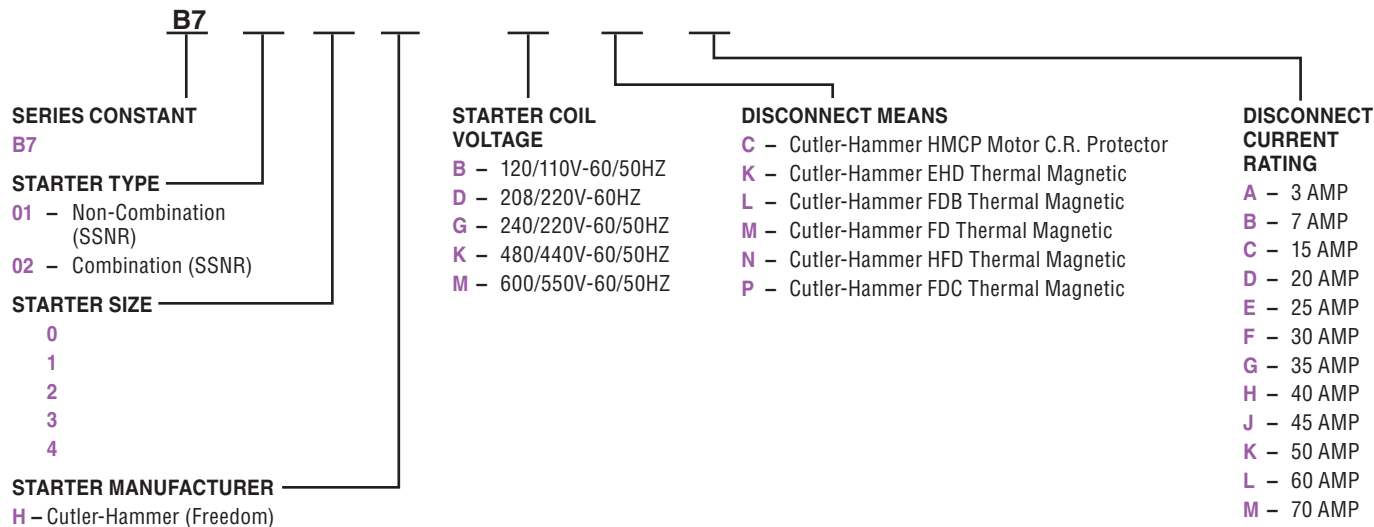 B7
SERIES CONSTANT
B7
STARTER TYPE
01 – Non-Combination
(SSNR)
02 – Combination (SSNR)
STARTER SIZE
0
1
2
3
4
STARTER MANUFACTURER
H – Cutler-Hammer (Freedom)
STARTER COIL
VOLTAGE
B – 120/110V-60/50HZ
D – 208/220V-60HZ
G – 240/220V-60/50HZ
K – 480/440V-60/50HZ
M – 600/550V-60/50HZ
DISCONNECT MEANS
C – Cutler-Hammer HMCP Motor C.R. Protector
K – Cutler-Hammer EHD Thermal Magnetic
L – Cutler-Hammer FDB Thermal Magnetic
M – Cutler-Hammer FD Thermal Magnetic
N – Cutler-Hammer HFD Thermal Magnetic
P – Cutler-Hammer FDC Thermal Magnetic
DISCONNECT
CURRENT
RATING
A – 3 AMP
B – 7 AMP
C – 15 AMP
D – 20 AMP
E – 25 AMP
F – 30 AMP
G – 35 AMP
H – 40 AMP
J – 45 AMP
K – 50 AMP
L – 60 AMP
M – 70 AMP